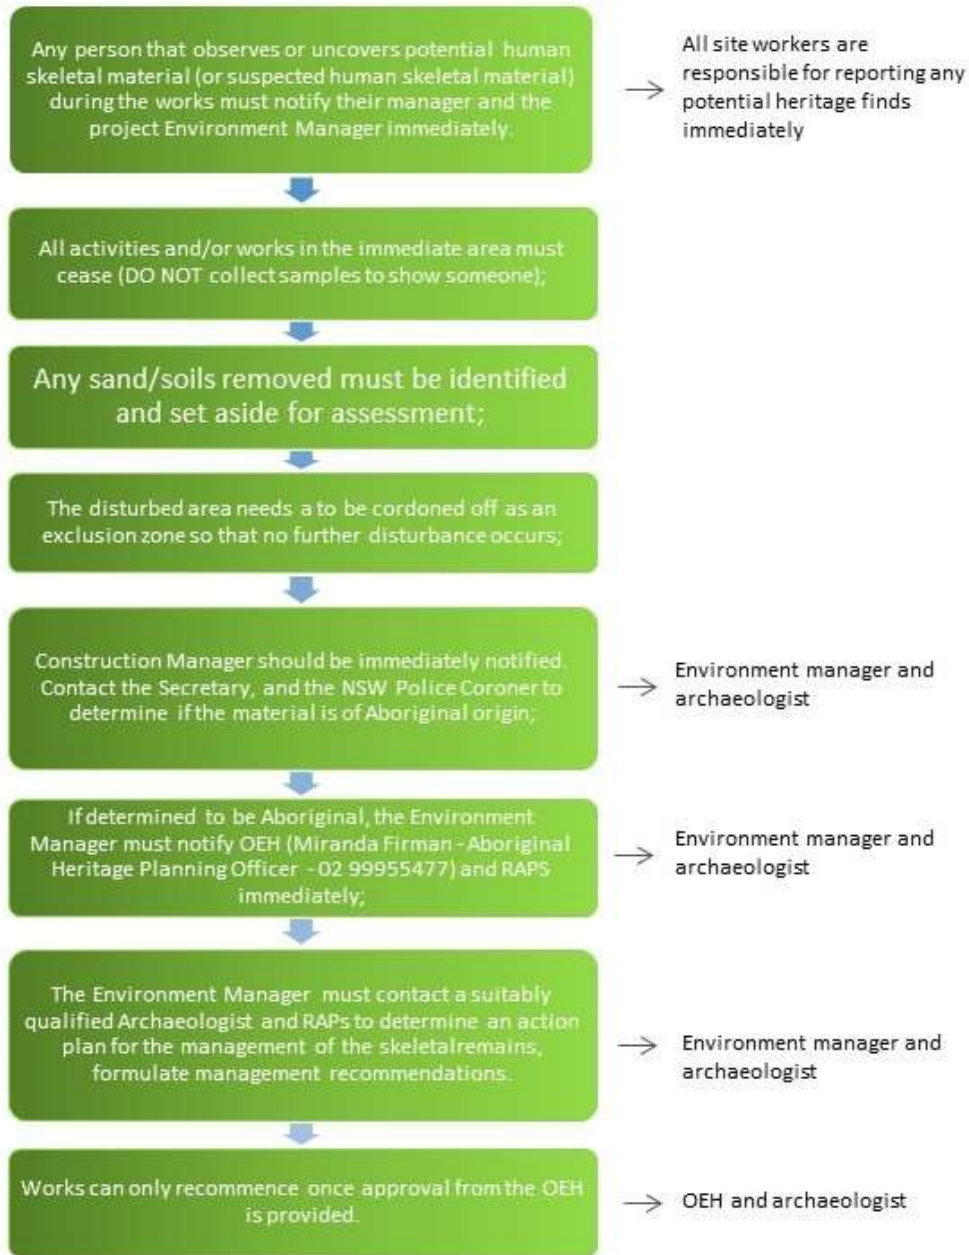 Any person that observes or uncovers potential human
skeletal material (or suspected human skeletal material)
during the works must notify their manager and the
project Environment Manager immediately.
All site workers are
responsible for reporting any
potential heritage finds
immediately
All activities and/or works in the immediate area must
cease (DO NOT collect samples to show someone);
Any sand/soils removed must be identified
and set aside for assessment;
The disturbed area needs a to be cordoned off as an
exclusion zone so that no further disturbance occurs;
Construction Manager should be immediately notified.
Contact the Secretary, and the NSW Police Coroner to
determine if the material is of Aboriginal origin;
Environment manager and
archaeologist
If determined to be Aboriginal, the Environment
Manager must notify OEH (Miranda Firman - Aboriginal
Heritage Planning Officer - 02 99955477) and RAPS
immediately;
Environment manager and
archaeologist
The Environment Manager must contact a suitably
qualified Archaeologist and RAPs to determine an action
plan for the management of the skeletalremains,
formulate management recommendations.
Environment manager and
archaeologist
Works can only recommence once approval from the OEH
is provided.
OEH and archaeologist